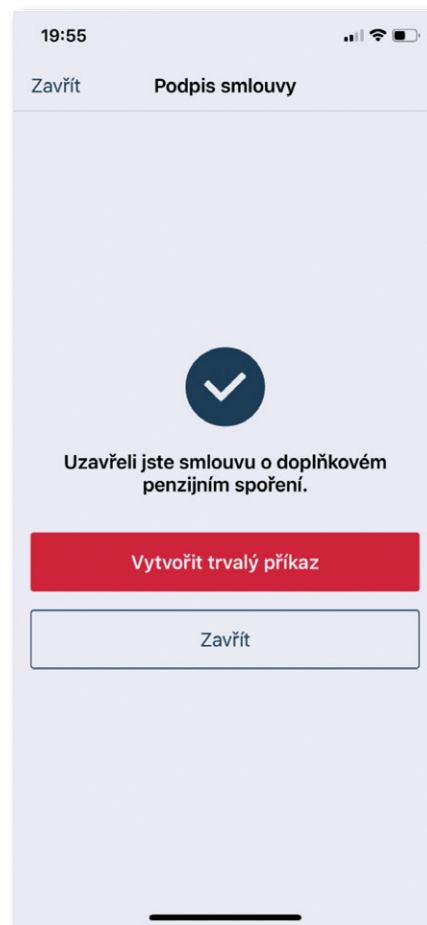 19:55
Zavřít Podpis smlouvy
Uzavřeli jste smlouvu o doplňkovém
penzijním spoření.
Vytvořit trvalý příkaz
Zavřít